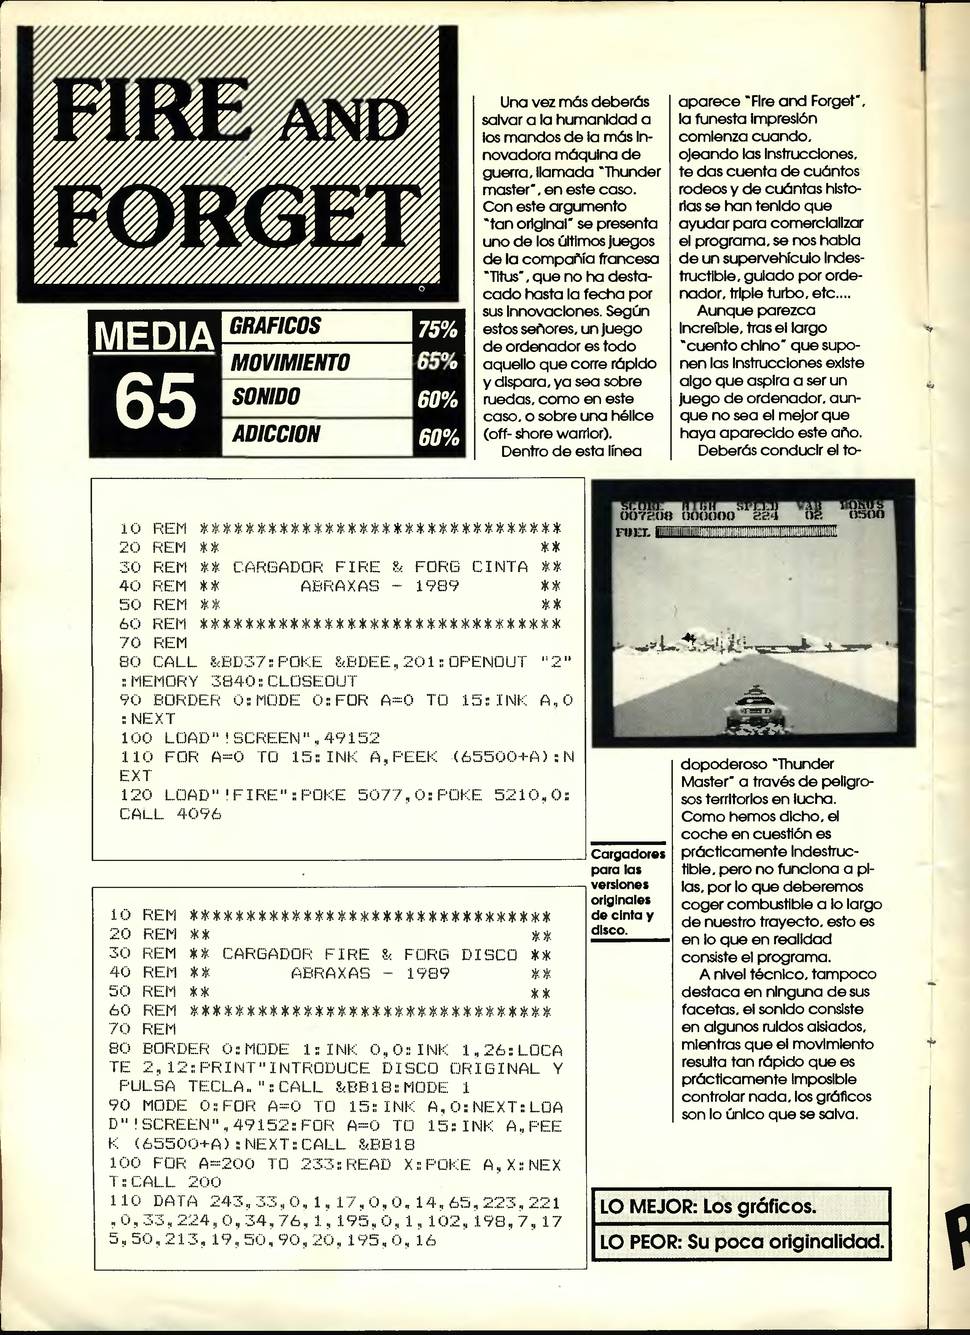 FIRE AND
FORGET
MEDIA
65
GRAFICOS 75%
MOVIMIENTO 65%
SONIDO 60%
ADICCION 60%
Una vez más deberás
salvar a la humanidad a
los mandos de la más in-
novadora máquina de
guerra, llamada "Thunder
master", en este caso.
Con este argumento
"tan original" se presenta
uno de los últimos juegos
de la compañía francesa
"Titus", que no ha desta-
cado hasta la fecha por
sus innovaciones. Según
estos señores, un juego
de ordenador es todo
aquello que corre rápido
y dispara, ya sea sobre
ruedas, como en este
caso, o sobre una hélice
(off- shore warrior).
Dentro de esta línea
aparece "Fire and Forget",
la funesta impresión
comienza cuando,
ojeando las instrucciones,
te das cuenta de cuántos
rodeos y de cuántas histo-
rias se han tenido que
ayudar para comercializar
el programa, se nos habla
de un supervehículo indes-
tructible, guiado por orde-
nador, triple turbo, etc....
Aunque parezca
increíble, tras el largo
"cuento chino" que supo-
nen las instrucciones existe
algo que aspira a ser un
juego de ordenador, aun-
que no sea el mejor que
haya aparecido este año.
Deberás conducir el to-
10 REM ********************************
20 REM ** **
30 REM ** CARGADOR FIRE & FORG CINTA **
40 REM ** ABRAXAS - 1989 **
50 REM ** **
60 REM ********************************
70 REM
80 CALL &BD37:POKE &BDEE,201:OPENOUT "2"
:MEMORY 3840:CLOSEOUT
90 BORDER 0:MODE 0:FOR A=0 TO 15:INK A,0
:NEXT
100 LOAD"!SCREEN",49152
110 FOR A=0 TO 15:INK A,PEEK (65500+A):N
EXT
120 LOAD"!FIRE":POKE 5077,0:POKE 5210,0:
CALL 4096
SCORE HIGH SPEED WAR BONUS
007208 000000 224 02 0500
FUEL
dopoderoso "Thunder
Master" a través de peligro-
sos territorios en lucha.
Como hemos dicho, el
coche en cuestión es
prácticamente indestruc-
tible, pero no funciona a pi-
las, por lo que deberemos
coger combustible a lo largo
de nuestro trayecto, esto es
en lo que en realidad
consiste el programa.
A nivel técnico, tampoco
destaca en ninguna de sus
facetas, el sonido consiste
en algunos ruidos aislados,
mientras que el movimiento
resulta tan rápido que es
prácticamente imposible
controlar nada, los gráficos
son lo único que se salva.
Cargadores
para las
versiones
originales
de cinta y
disco.
10 REM ********************************
20 REM ** **
30 REM ** CARGADOR FIRE & FORG DISCO **
40 REM ** ABRAXAS - 1989 **
50 REM ** **
60 REM ********************************
70 REM
80 BORDER 0:MODE 1:INK 0,0:INK 1,26:LOCA
TE 2,12:PRINT"INTRODUCE DISCO ORIGINAL Y
PULSA TECLA.":CALL &BB18:MODE 1
90 MODE 0:FOR A=0 TO 15:INK A,0:NEXT:LOA
D"!SCREEN",49152:FOR A=0 TO 15:INK A,PEE
K (65500+A):NEXT:CALL &BB18
100 FOR A=200 TO 233:READ X:POKE A,X:NEX
T:CALL 200
110 DATA 243,33,0,1,17,0,0,14,65,223,221
,0,33,224,0,34,76,1,195,0,1,102,198,7,17
5,50,213,19,50,90,20,195,0,16
LO MEJOR: Los gráficos.
LO PEOR: Su poca originalidad.
R